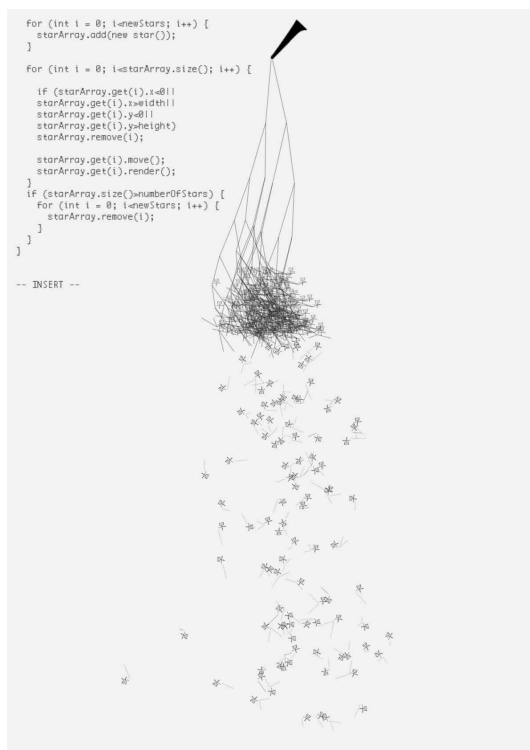 for (int i = 0; i<newStars; i++) {
starArray.add(new star());
}
for (int i = 0; i<starArray.size(); i++) {
if (starArray.get(i).x<0||
starArray.get(i).x>width||
starArray.get(i).y<0||
starArray.get(i).y>height)
starArray.remove(i);
starArray.get(i).move();
starArray.get(i).render();
}
if (starArray.size()>numberOfStars) {
for (int i = 0; i<newStars; i++) {
starArray.remove(i);
}
}
}
-- INSERT --